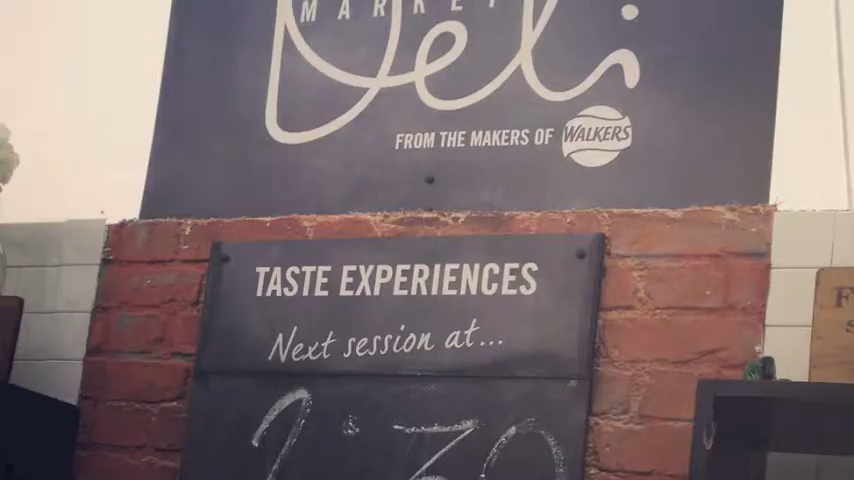 MARKET
Deli
FROM THE MAKERS OF WALKERS
TASTE EXPERIENCES
Next session at...